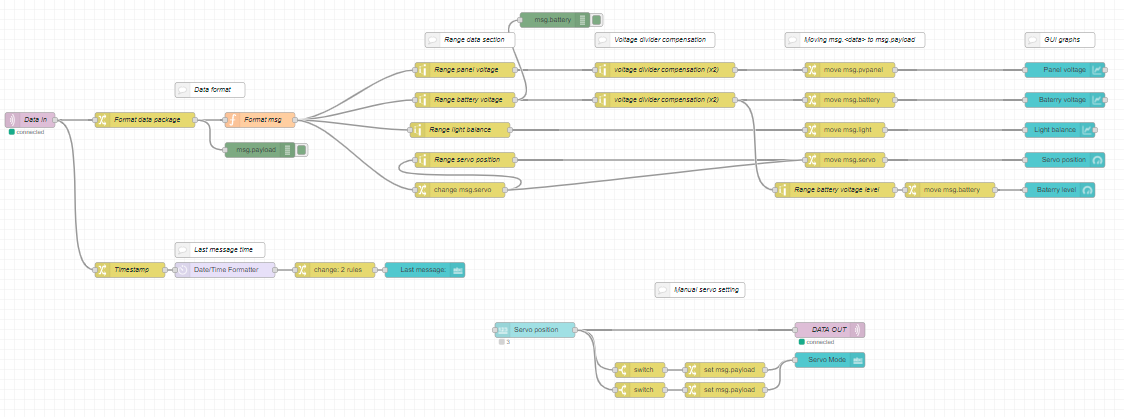 msg.battery
Range data section
Voltage divider compensation
Moving msg.<data> to msg.payload
GUI graphs
Range panel voltage
voltage divider compensation (x2)
move msg.pvpanel
Panel voltage
Data format
Range battery voltage
voltage divider compensation (x2)
move msg.battery
Baterry voltage
Data In
connected
Format data package
Format msg
Range light balance
move msg.light
Light balance
msg.payload
Range servo position
move msg.servo
Servo position
change msg.servo
Range battery voltage level
move msg.battery
Baterry level
Last message time
Timestamp
Date/Time Formatter
change: 2 rules
Last message:
Manual servo setting
Servo position
3
DATA OUT
connected
switch
set msg.payload
Servo Mode
switch
set msg.payload